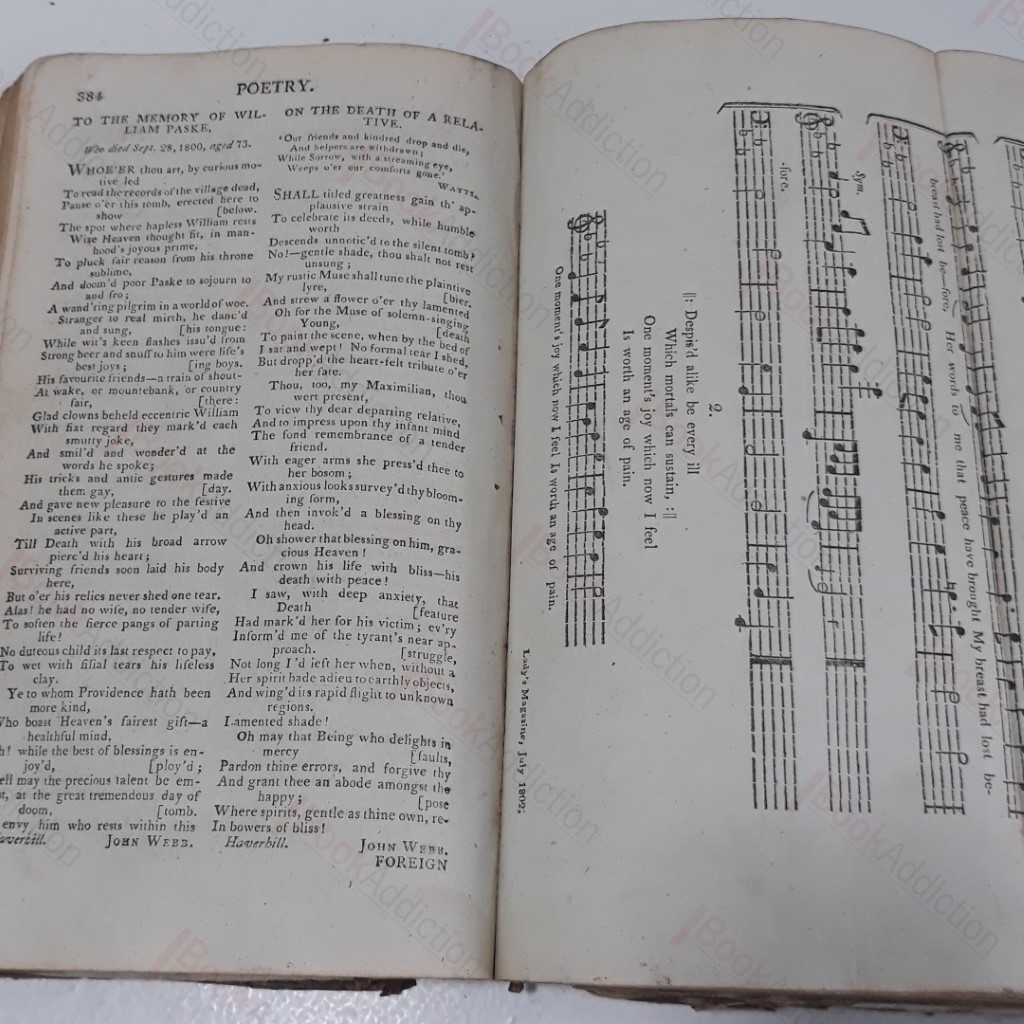 384
POETRY.
TO THE MEMORY OF WIL-
LIAM PASKE,
Who died Sept. 28, 1800, aged 73.
WHOE'ER thou art, by curious mo-
tive led
To read the records of the village dead,
Pause o'er this tomb, erected here to
show [below.
The spot where hapless William rests
Wise Heaven thought fit, in man-
hood's joyous prime,
To pluck fair reason from his throne
sublime,
And doom'd poor Paske to sojourn to
and fro;
A wand'ring pilgrim in a world of woe.
Stranger to real mirth, he danc'd
and sung, [his tongue:
While wit's keen flashes issu'd from
Strong beer and snuff to him were life's
best joys; [ing boys.
His favourite friends—a train of shout-
At wake, or mountebank, or country
fair, [there:
Glad clowns beheld eccentric William
With fixt regard they mark'd each
smutty joke,
And smil'd and wonder'd at the
words he spoke;
His tricks and antic gestures made
them gay, [day.
And gave new pleasure to the festive
In scenes like these he play'd an
active part,
Till Death with his broad arrow
pierc'd his heart;
Surviving friends soon laid his body
here,
But o'er his relics never shed one tear.
Alas! he had no wife, no tender wife,
To soften the fierce pangs of parting
life!
No duteous child its last respect to pay,
To wet with filial tears his lifeless
clay.
Ye to whom Providence hath been
more kind,
Who boast Heaven's fairest gift—a
healthful mind,
h! while the best of blessings is en-
joy'd, [ploy'd;
ell may the precious talent be em-
t, at the great tremendous day of
doom, [tomb.
envy him who rests within this
averhill. JOHN WEBB.
ON THE DEATH OF A RELA-
TIVE.
'Our friends and kindred drop and die,
And helpers are withdrawn;
While Sorrow, with a streaming eye,
Weeps o'er our comforts gone.'
WATTS.
SHALL titled greatness gain th' ap-
plausive strain
To celebrate its deeds, while humble
worth
Descends unnotic'd to the silent tomb?
No!—gentle shade, thou shalt not rest
unsung;
My rustic Muse shall tune the plaintive
lyre, [bier.
And strew a flower o'er thy lamented
Oh for the Muse of solemn-singing
Young, [death
To paint the scene, when by the bed of
I sat and wept! No formal tear I shed,
But dropp'd the heart-felt tribute o'er
her fate.
Thou, too, my Maximilian, thou
wert present,
To view thy dear departing relative,
And to impress upon thy infant mind
The fond remembrance of a tender
friend.
With eager arms she press'd thee to
her bosom;
With anxious looks survey'd thy bloom-
ing form,
And then invok'd a blessing on thy
head.
Oh shower that blessing on him, gra-
cious Heaven!
And crown his life with bliss—his
death with peace!
I saw, with deep anxiety, that
Death [feature
Had mark'd her for his victim; ev'ry
Inform'd me of the tyrant's near ap-
proach. [struggle,
Not long I'd left her when, without a
Her spirit bade adieu to earthly objects,
And wing'd its rapid flight to unknown
regions.
Lamented shade!
Oh may that Being who delights in
mercy [faults,
Pardon thine errors, and forgive thy
And grant thee an abode amongst the
happy; [pose
Where spirits, gentle as thine own, re-
In bowers of bliss!
Haverhill. JOHN WEBB.
FOREIGN
breast had lost be-fore, Her words to me that peace have brought My breast had lost be-
Sym.
-fore.
2.
||: Despis'd alike be every ill
Which mortals can sustain, :||
One moment's joy which now I feel
Is worth an age of pain.
One moment's joy which now I feel Is worth an age of pain.
Lady's Magazine, July 1802.
Book Addiction